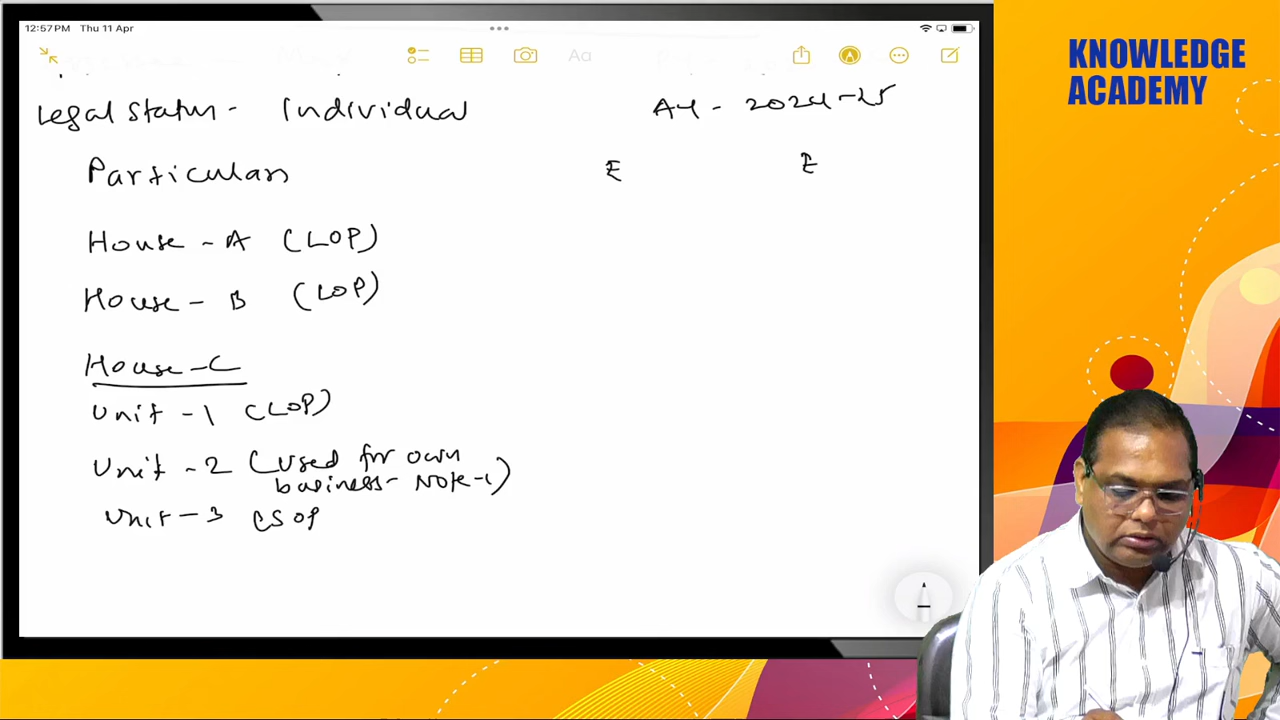 12:57 PM Thu 11 Apr
KNOWLEDGE
ACADEMY
Aa
Legal Status - Individual AY - 2024-25
Particulars ₹ ₹
House - A (LOP)
House - B (LOP)
House - C
Unit - 1 (LOP)
Unit - 2 (Used for own
business - Note-1)
Unit - 3 (SOP